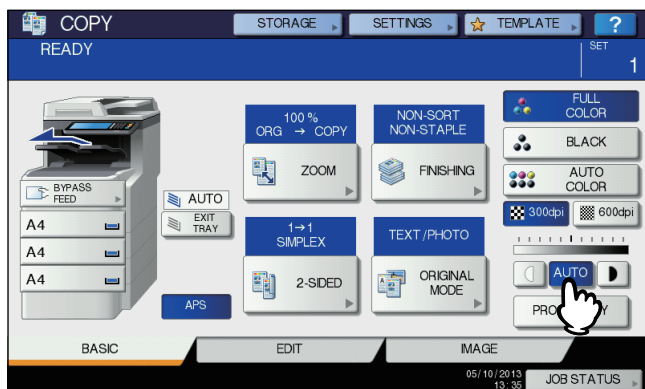 COPY
STORAGE
SETTINGS
TEMPLATE
?
READY
SET
1
100 %
ORG → COPY
ZOOM
NON-SORT
NON-STAPLE
FINISHING
FULL
COLOR
BLACK
AUTO
COLOR
300dpi
600dpi
BYPASS
FEED
A4
A4
A4
AUTO
EXIT
TRAY
APS
1→1
SIMPLEX
2-SIDED
TEXT/PHOTO
ORIGINAL
MODE
AUTO
BASIC
EDIT
IMAGE
05/10/2013
13:35
JOB STATUS